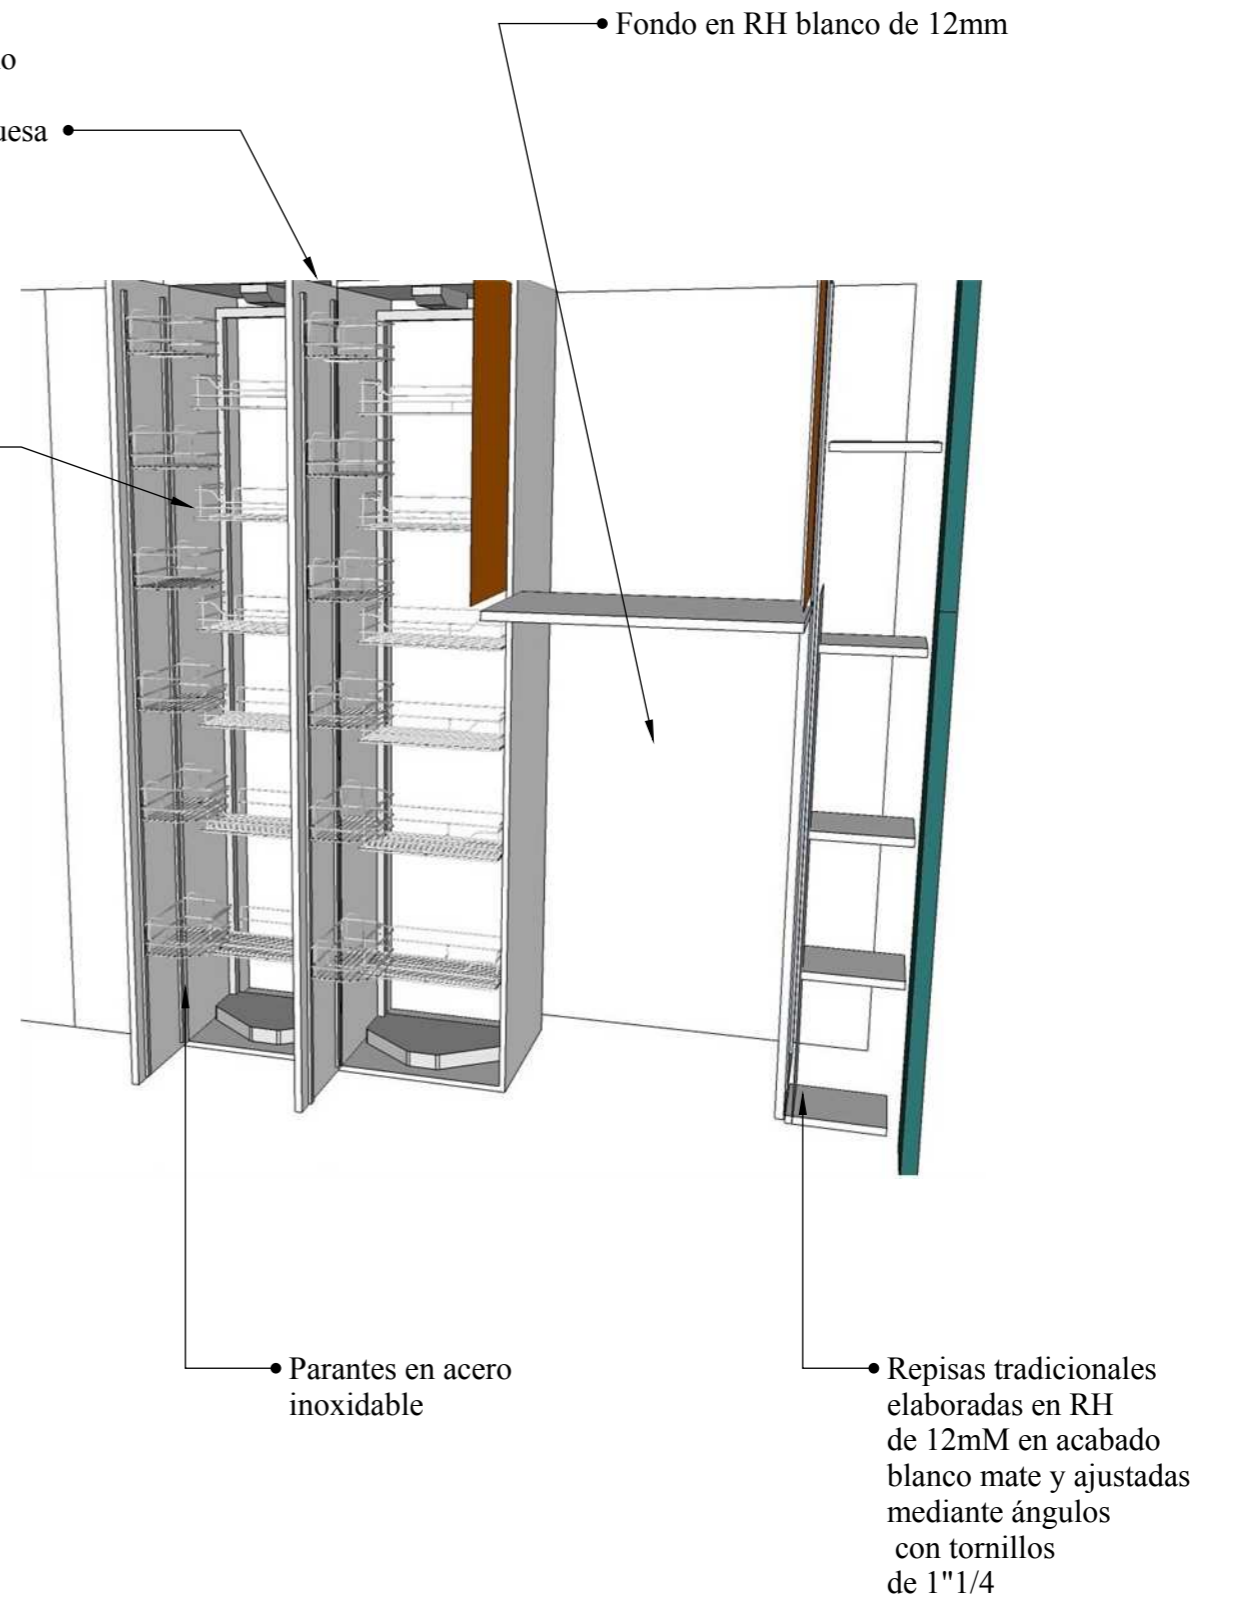 Fondo en RH blanco de 12mm
Parantes en acero
inoxidable
Repisas tradicionales
elaboradas en RH
de 12mM en acabado
blanco mate y ajustadas
mediante ángulos
con tornillos
de 1"1/4